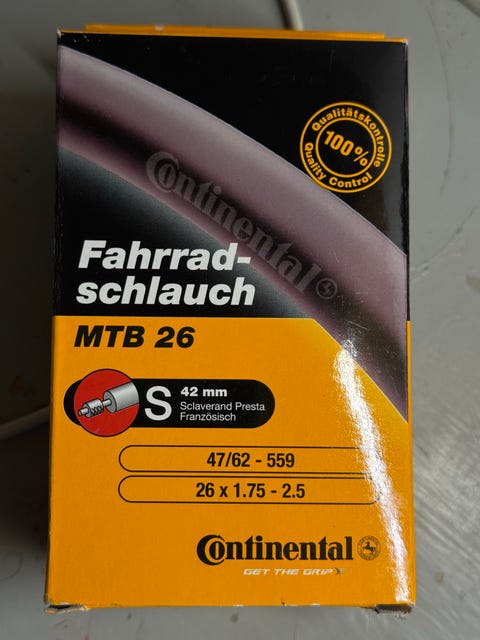 Qualitätskontrolle
100%
Quality Control
Continental
Fahrrad-
schlauch
MTB 26
S
42 mm
Sclaverand Presta
Französisch
47/62 - 559
26 x 1.75 - 2.5
Continental
GET THE GRIP